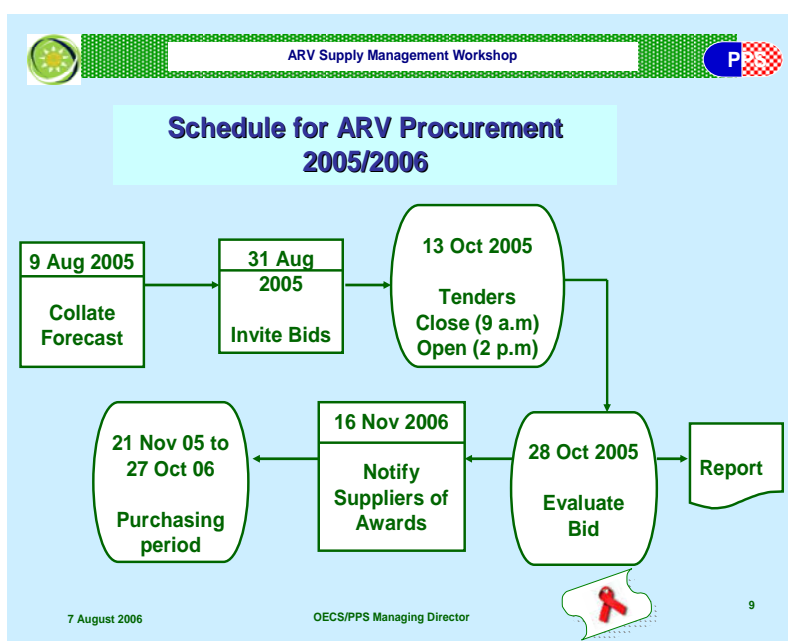 ARV Supply Management Workshop
PPS
Schedule for ARV Procurement
2005/2006
9 Aug 2005
Collate
Forecast
31 Aug
2005
Invite Bids
13 Oct 2005
Tenders
Close (9 a.m)
Open (2 p.m)
28 Oct 2005
Evaluate
Bid
Report
16 Nov 2006
Notify
Suppliers of
Awards
21 Nov 05 to
27 Oct 06
Purchasing
period
7 August 2006
OECS/PPS Managing Director
9